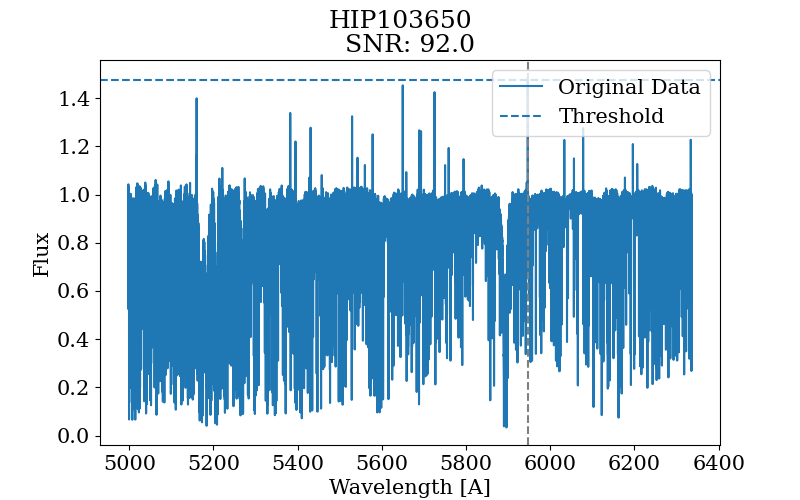 HIP103650
SNR: 92.0
Original Data
Threshold
Flux
1.4
1.2
1.0
0.8
0.6
0.4
0.2
0.0
5000 5200 5400 5600 5800 6000 6200 6400
Wavelength [A]